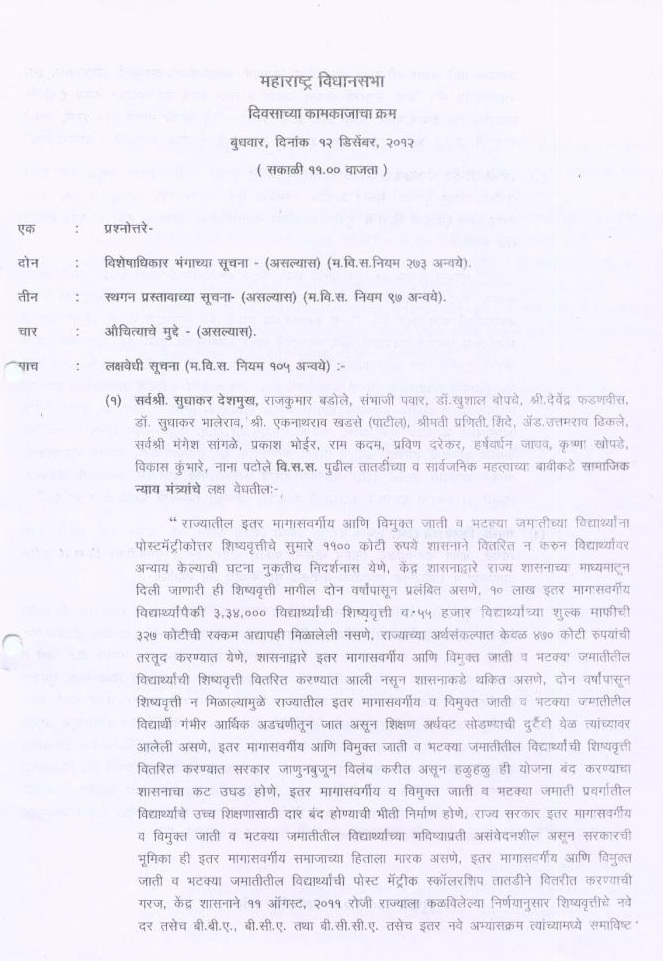 महाराष्ट्र विधानसभा
दिवसाच्या कामकाजाचा क्रम
बुधवार, दिनांक १२ डिसेंबर, २०१२
( सकाळी ११.०० वाजता )
एक : प्रश्नोत्तरे-
दोन : विशेषाधिकार भंगाच्या सूचना - (असल्यास) (म.वि.स.नियम २७३ अन्वये).
तीन : स्थगन प्रस्तावाच्या सूचना- (असल्यास) (म.वि.स. नियम ९७ अन्वये).
चार : औचित्याचे मुद्दे - (असल्यास).
पाच : लक्षवेधी सूचना (म.वि.स. नियम १०५ अन्वये) :-
(१) सर्वश्री. सुधाकर देशमुख, राजकुमार बडोले, संभाजी पवार, डॉ.खुशाल बोपचे, श्री.देवेंद्र फडणवीस,
डॉ. सुधाकर भालेराव, श्री. एकनाथराव खडसे (पाटील), श्रीमती प्रणिती शिंदे, ॲड.उत्तमराव ढिकले,
सर्वश्री मंगेश सांगळे, प्रकाश भोईर, राम कदम, प्रविण दरेकर, हर्षवर्धन जाधव, कृष्णा खोपडे,
विकास कुंभारे, नाना पटोले वि.स.स. पुढील तातडीच्या व सार्वजनिक महत्वाच्या बाबीकडे सामाजिक
न्याय मंत्र्यांचे लक्ष वेधतील:-
" राज्यातील इतर मागासवर्गीय आणि विमुक्त जाती व भटक्या जमातीच्या विद्यार्थ्यांना
पोस्टमॅट्रीकोत्तर शिष्यवृत्तीचे सुमारे ११०० कोटी रुपये शासनाने वितरित न करुन विद्यार्थ्यांवर
अन्याय केल्याची घटना नुकतीच निदर्शनास येणे, केंद्र शासनाद्वारे राज्य शासनाच्या माध्यमातून
दिली जाणारी ही शिष्यवृत्ती मागील दोन वर्षांपासून प्रलंबित असणे, १० लाख इतर मागासवर्गीय
विद्यार्थ्यांपैकी ३,३४,००० विद्यार्थ्यांची शिष्यवृत्ती व ५५ हजार विद्यार्थ्यांच्या शुल्क माफीची
३२७ कोटीची रक्कम अद्यापही मिळालेली नसणे, राज्याच्या अर्थसंकल्पात केवळ ४७० कोटी रुपयांची
तरतूद करण्यात येणे, शासनाद्वारे इतर मागासवर्गीय आणि विमुक्त जाती व भटक्या जमातीतील
विद्यार्थ्यांची शिष्यवृत्ती वितरित करण्यात आली नसून शासनाकडे थकित असणे, दोन वर्षांपासून
शिष्यवृत्ती न मिळाल्यामुळे राज्यातील इतर मागासवर्गीय व विमुक्त जाती व भटक्या जमातीतील
विद्यार्थी गंभीर आर्थिक अडचणीतून जात असून शिक्षण अर्धवट सोडण्याची दुर्दैवी वेळ त्यांच्यावर
आलेली असणे, इतर मागासवर्गीय आणि विमुक्त जाती व भटक्या जमातीतील विद्यार्थ्यांची शिष्यवृत्ती
वितरित करण्यात सरकार जाणुनबुजून विलंब करीत असून हळुहळु ही योजना बंद करण्याचा
शासनाचा कट उघड होणे, इतर मागासवर्गीय व विमुक्त जाती व भटक्या जमाती प्रवर्गातील
विद्यार्थ्यांचे उच्च शिक्षणासाठी दार बंद होण्याची भीती निर्माण होणे, राज्य सरकार इतर मागासवर्गीय
व विमुक्त जाती व भटक्या जमातीतील विद्यार्थ्यांच्या भविष्याप्रती असंवेदनशील असून सरकारची
भूमिका ही इतर मागासवर्गीय समाजाच्या हिताला मारक असणे, इतर मागासवर्गीय आणि विमुक्त
जाती व भटक्या जमातीतील विद्यार्थ्यांची पोस्ट मॅट्रीक स्कॉलरशिप तातडीने वितरीत करण्याची
गरज, केंद्र शासनाने ११ ऑगस्ट, २०११ रोजी राज्याला कळविलेल्या निर्णयानुसार शिष्यवृत्तीचे नवे
दर तसेच बी.बी.ए., बी.सी.ए. तथा बी.सी.सी.ए. तसेच इतर नवे अभ्यासक्रम त्यांच्यामध्ये समाविष्ट